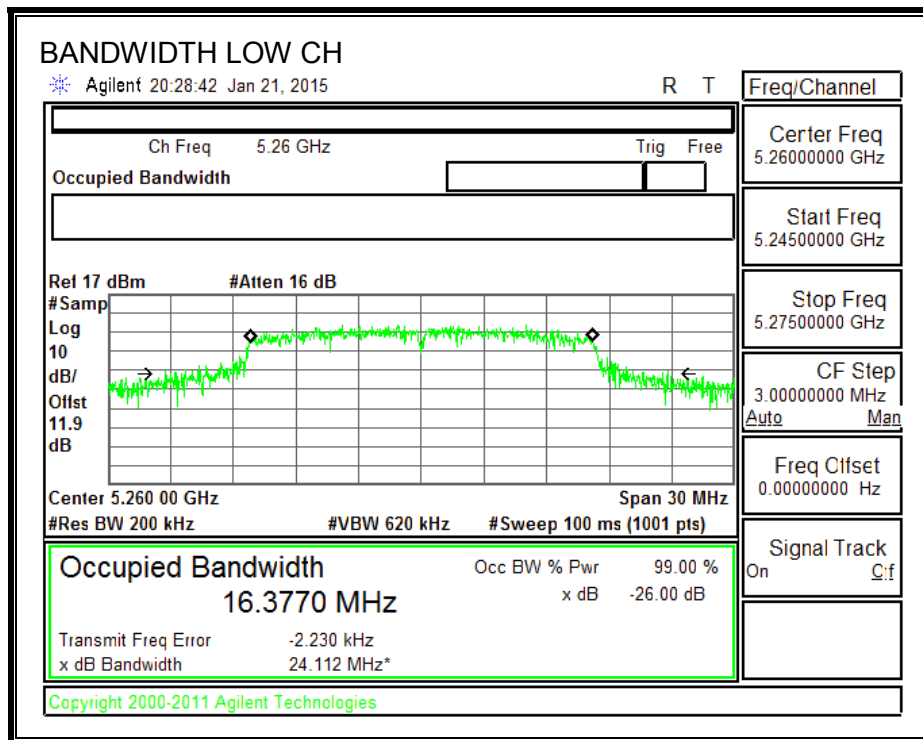 BANDWIDTH LOW CH
Agilent 20:28:42 Jan 21, 2015 R T
Freq/Channel
Ch Freq 5.26 GHz Trig Free
Occupied Bandwidth
Center Freq
5.26000000 GHz
Start Freq
5.24500000 GHz
Stop Freq
5.27500000 GHz
CF Step
3.00000000 MHz
Auto Man
Freq Offset
0.00000000 Hz
Signal Track
On Off
Ref 17 dBm #Atten 16 dB
#Samp
Log
10
dB/
Offst
11.9
dB
Center 5.260 00 GHz Span 30 MHz
#Res BW 200 kHz #VBW 620 kHz #Sweep 100 ms (1001 pts)
Occupied Bandwidth
16.3770 MHz
Occ BW % Pwr 99.00 %
x dB -26.00 dB
Transmit Freq Error -2.230 kHz
x dB Bandwidth 24.112 MHz*
Copyright 2000-2011 Agilent Technologies